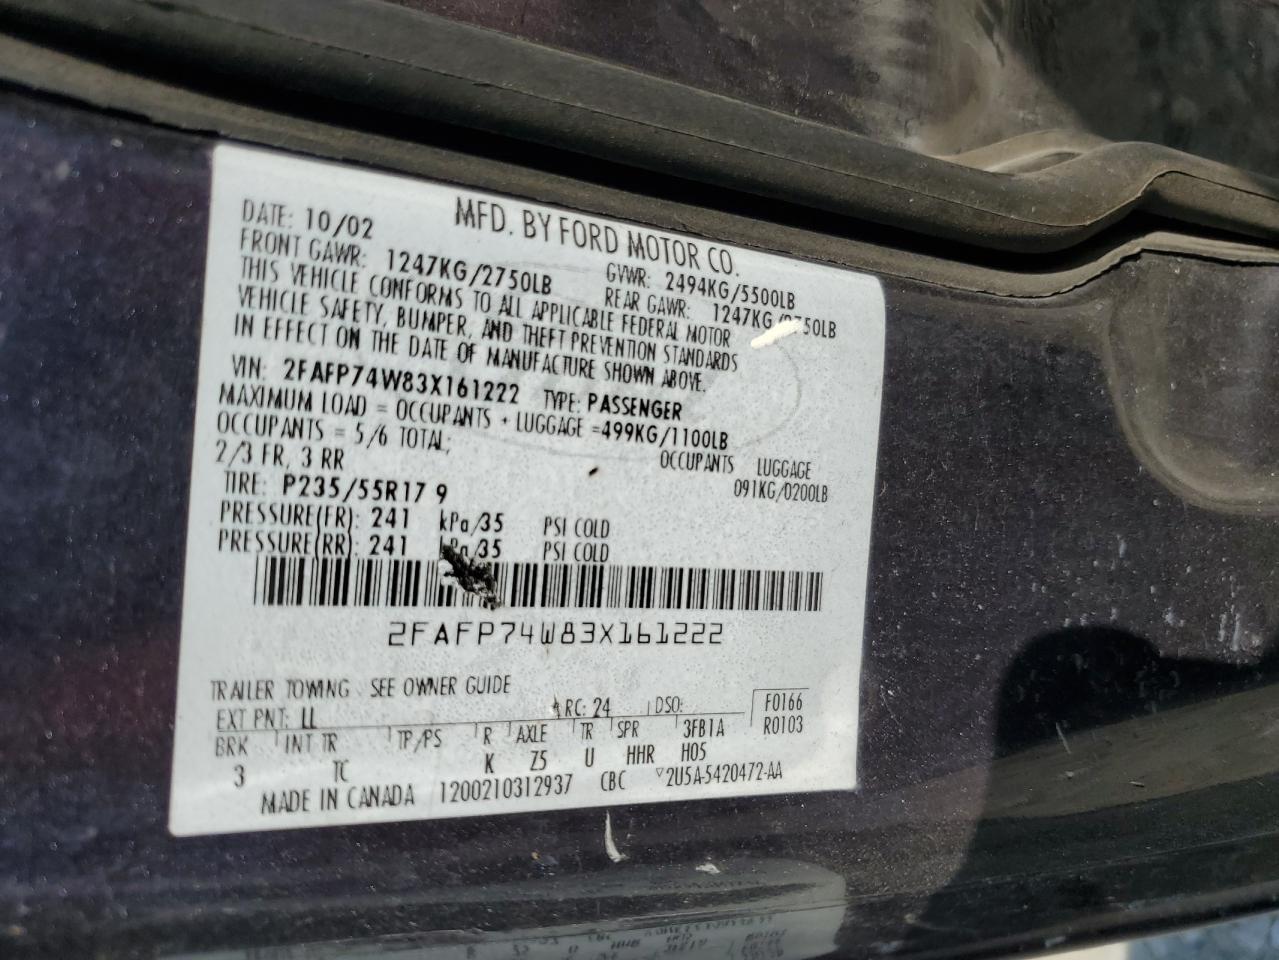 MFD. BY FORD MOTOR CO.
DATE: 10/02 GVWR: 2494KG/5500LB
FRONT GAWR: 1247KG/2750LB REAR GAWR: 1247KG/2750LB
THIS VEHICLE CONFORMS TO ALL APPLICABLE FEDERAL MOTOR
VEHICLE SAFETY, BUMPER, AND THEFT PREVENTION STANDARDS
IN EFFECT ON THE DATE OF MANUFACTURE SHOWN ABOVE.
VIN: 2FAFP74W83X161222 TYPE: PASSENGER
MAXIMUM LOAD = OCCUPANTS + LUGGAGE =499KG/1100LB
OCCUPANTS = 5/6 TOTAL; OCCUPANTS LUGGAGE
2/3 FR, 3 RR 091KG/0200LB
TIRE: P235/55R17 9
PRESSURE(FR): 241 kPa/35 PSI COLD
PRESSURE(RR): 241 kPa/35 PSI COLD
2FAFP74W83X161222
TRAILER TOWING SEE OWNER GUIDE
EXT PNT: LL RC: 24 DSO: F0166
BRK INT TR TP/PS R AXLE TR SPR 3FB1A R0103
3 TC K Z5 U HHR H05
MADE IN CANADA 1200210312937 CBC ▽2U5A-5420472-AA